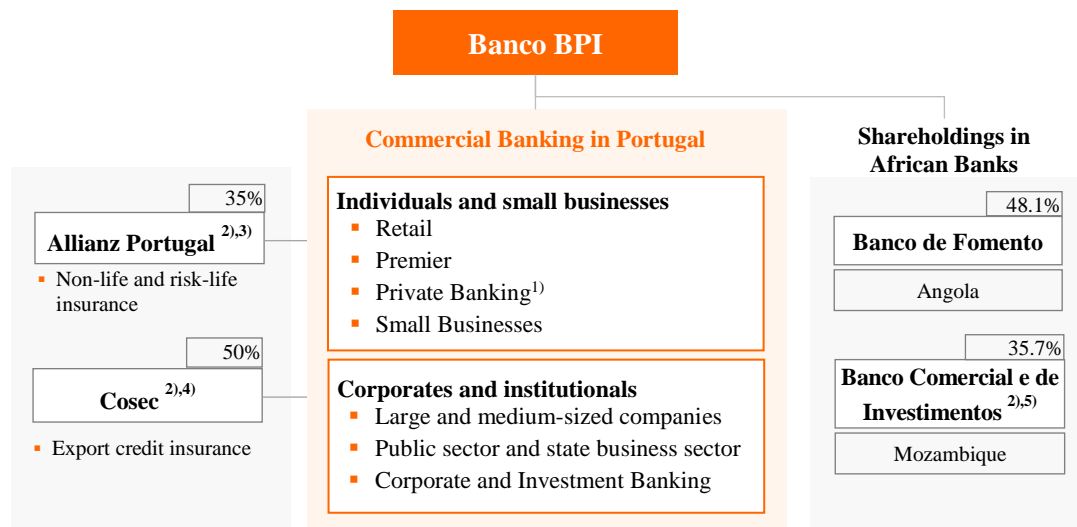 Banco BPI
Commercial Banking in Portugal
Shareholdings in
African Banks
35%
Allianz Portugal 2),3)
▪ Non-life and risk-life
insurance
50%
Cosec 2),4)
▪ Export credit insurance
Individuals and small businesses
▪ Retail
▪ Premier
▪ Private Banking1)
▪ Small Businesses
Corporates and institutionals
▪ Large and medium-sized companies
▪ Public sector and state business sector
▪ Corporate and Investment Banking
48.1%
Banco de Fomento
Angola
35.7%
Banco Comercial e de
Investimentos 2),5)
Mozambique